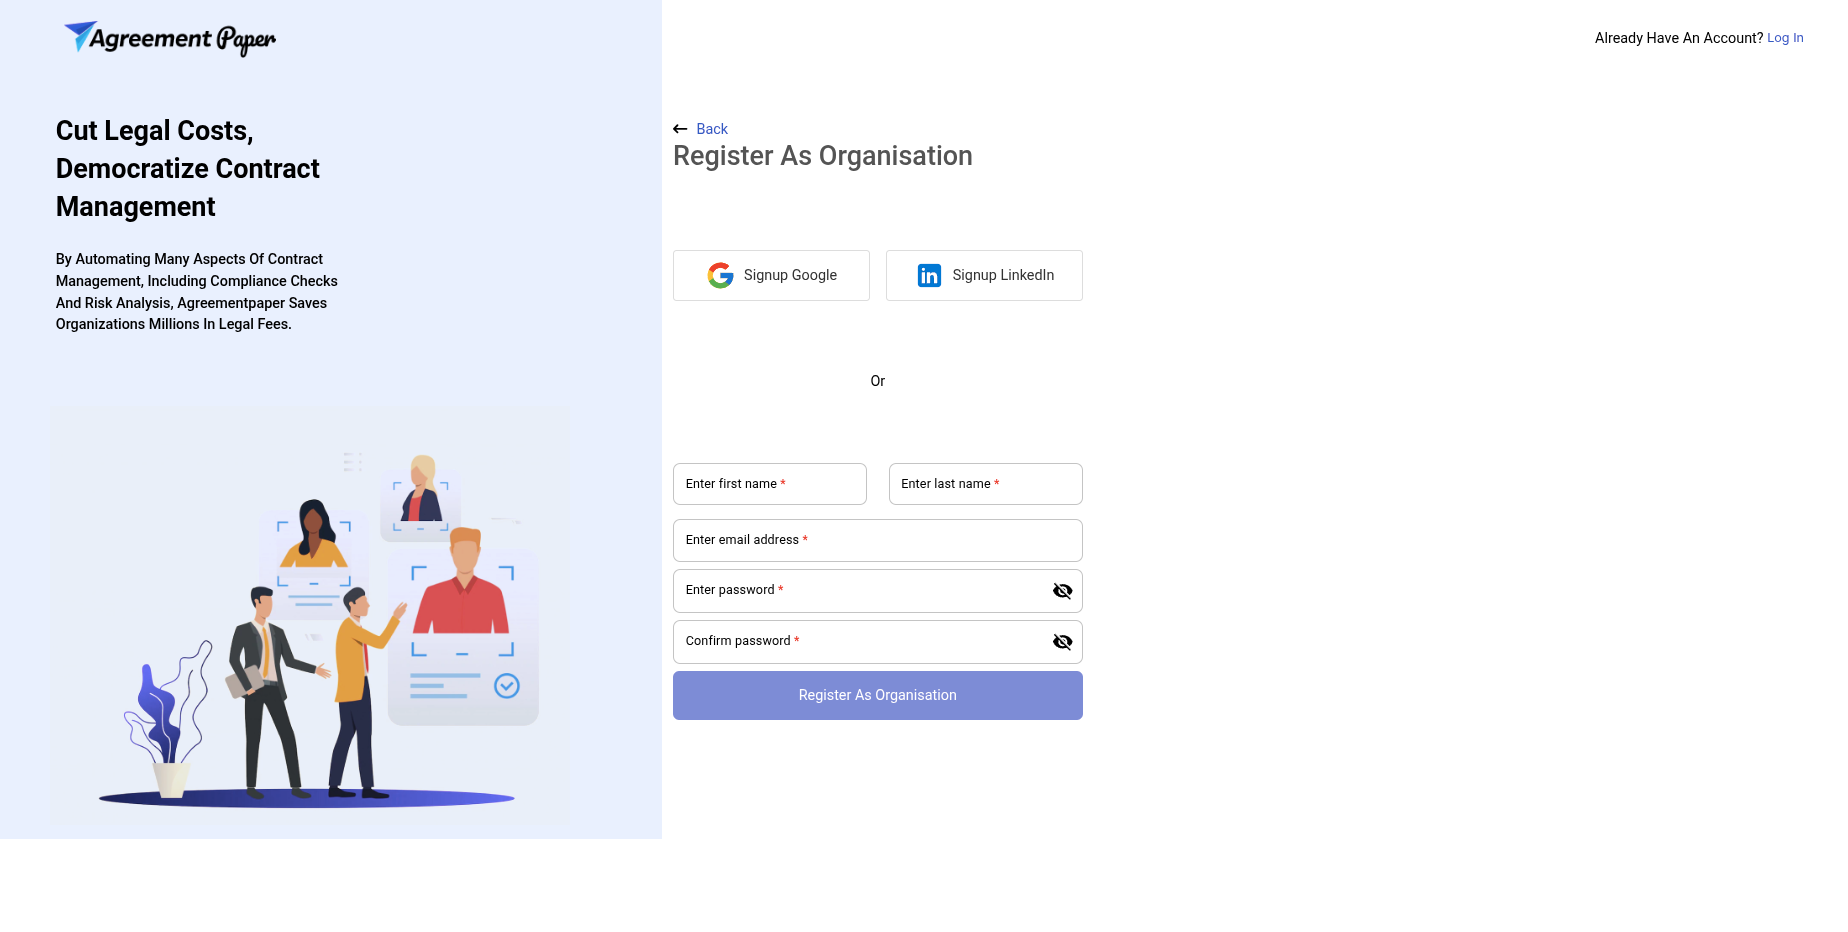 Agreement Paper
Already Have An Account? Log In
Cut Legal Costs,
Democratize Contract
Management
By Automating Many Aspects Of Contract
Management, Including Compliance Checks
And Risk Analysis, Agreementpaper Saves
Organizations Millions In Legal Fees.
Back
Register As Organisation
Signup Google
Signup LinkedIn
Or
Enter first name *
Enter last name *
Enter email address *
Enter password *
Confirm password *
Register As Organisation